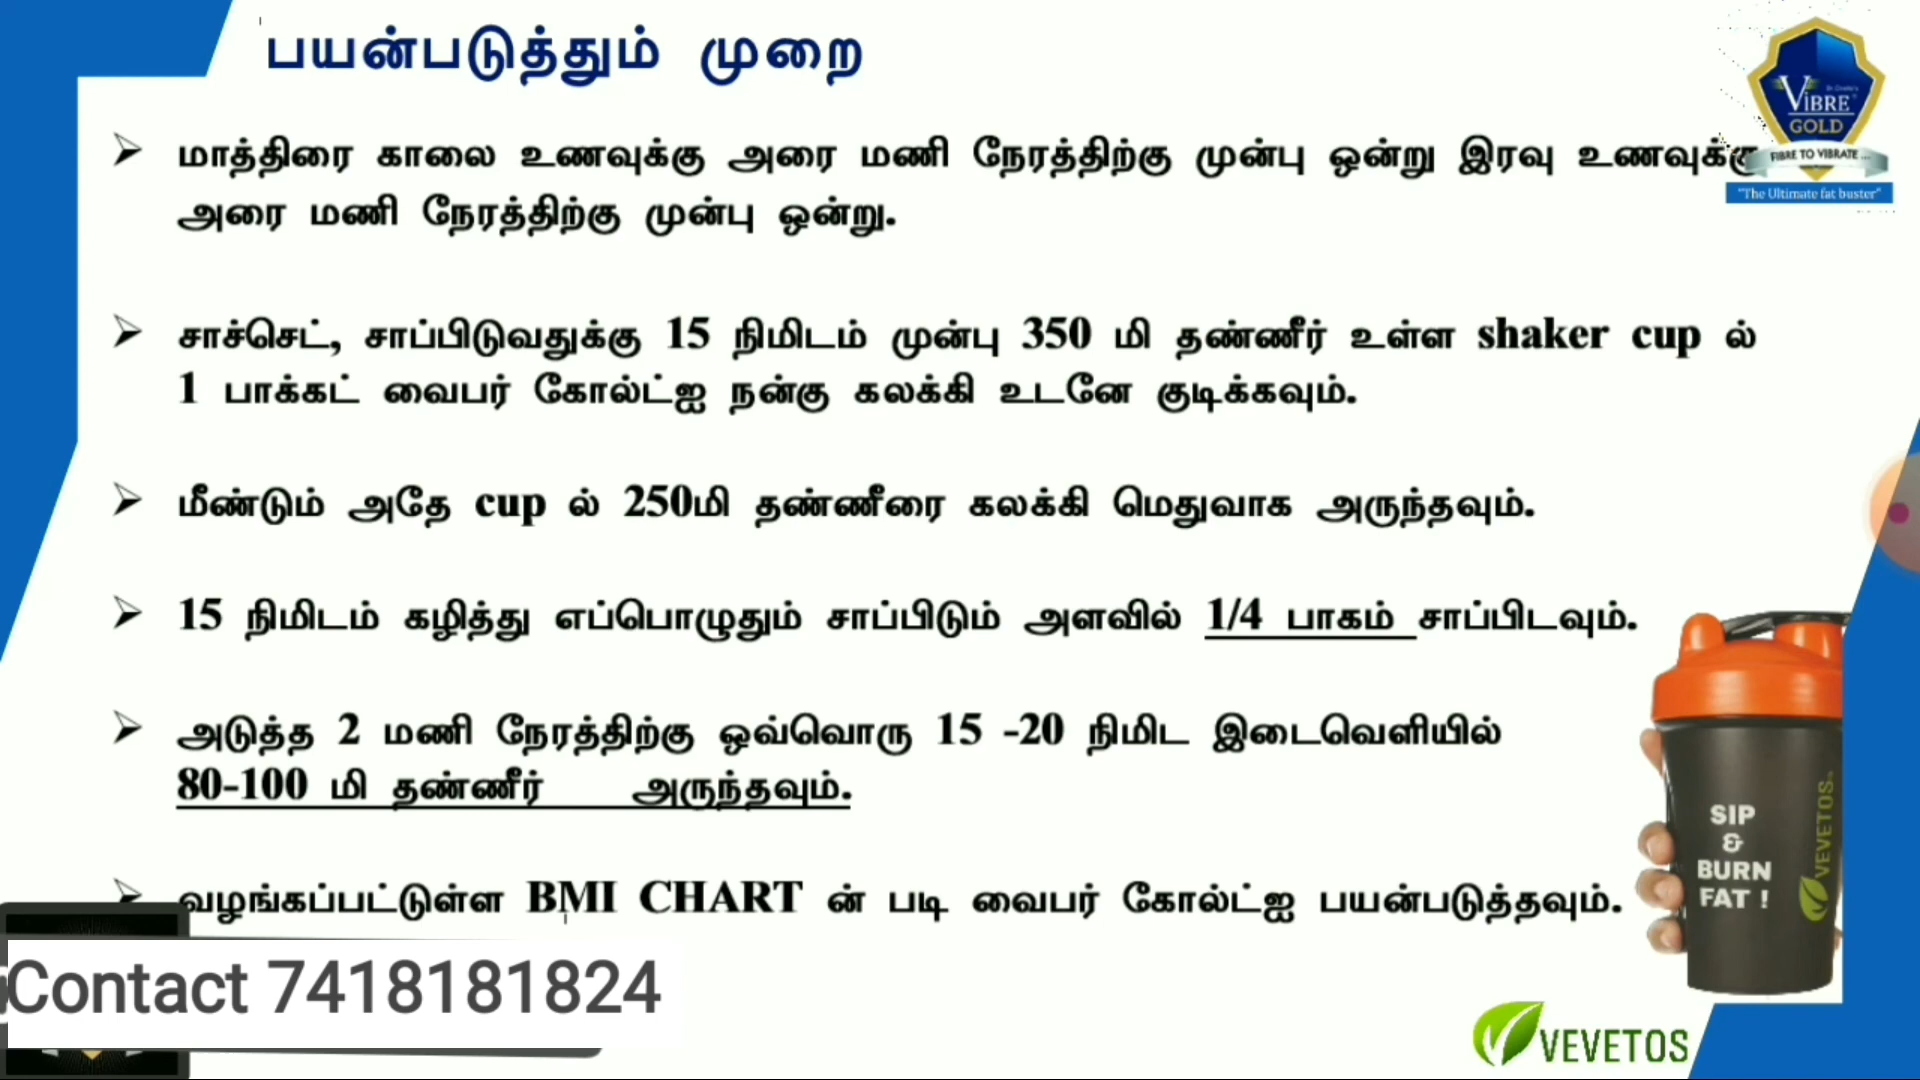 பயன்படுத்தும் முறை
மாத்திரை காலை உணவுக்கு அரை மணி நேரத்திற்கு முன்பு ஒன்று இரவு உணவுக்கு
அரை மணி நேரத்திற்கு முன்பு ஒன்று.
VIBRE
GOLD
FIBRE TO VIBRATE ...
"The Ultimate fat buster"
சாச்செட், சாப்பிடுவதுக்கு 15 நிமிடம் முன்பு 350 மி தண்ணீர் உள்ள shaker cup ல்
1 பாக்கட் வைபர் கோல்ட்ஐ நன்கு கலக்கி உடனே குடிக்கவும்.
மீண்டும் அதே cup ல் 250மி தண்ணீரை கலக்கி மெதுவாக அருந்தவும்.
15 நிமிடம் கழித்து எப்பொழுதும் சாப்பிடும் அளவில் 1/4 பாகம் சாப்பிடவும்.
அடுத்த 2 மணி நேரத்திற்கு ஒவ்வொரு 15 -20 நிமிட இடைவெளியில்
80-100 மி தண்ணீர் அருந்தவும்.
வழங்கப்பட்டுள்ள BMI CHART ன் படி வைபர் கோல்ட்ஐ பயன்படுத்தவும்.
SIP
&
BURN
FAT !
VEVETOS
Contact 7418181824
VEVETOS